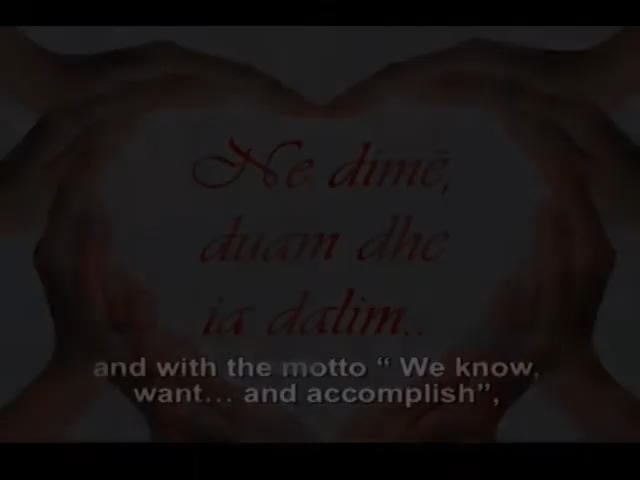 Ne dimë,
duam dhe
ia dalim..
and with the motto “ We know,
want... and accomplish”,